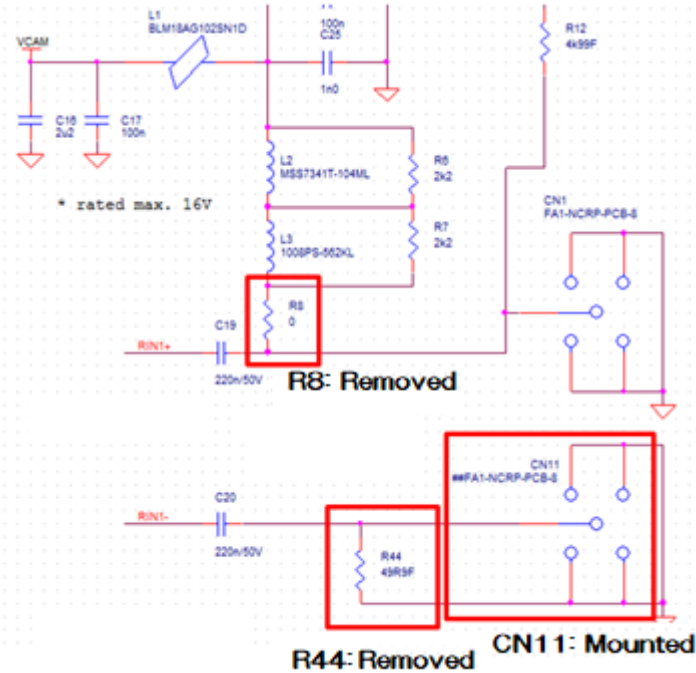 L1
BLM18AG102SN1D
100n
C25
1n0
R12
4k99F
VCAM
C16
2u2
C17
100n
L2
MSS7341T-104ML
R6
2k2
* rated max. 16V
L3
1008PS-562KL
R7
2k2
CN1
FA1-NCRP-PCB-8
R8
0
C19
RIN1+
220n/50V
R8: Removed
CN11
##FA1-NCRP-PCB-8
C20
RIN1-
220n/50V
R44
49R9F
R44: Removed
CN11: Mounted